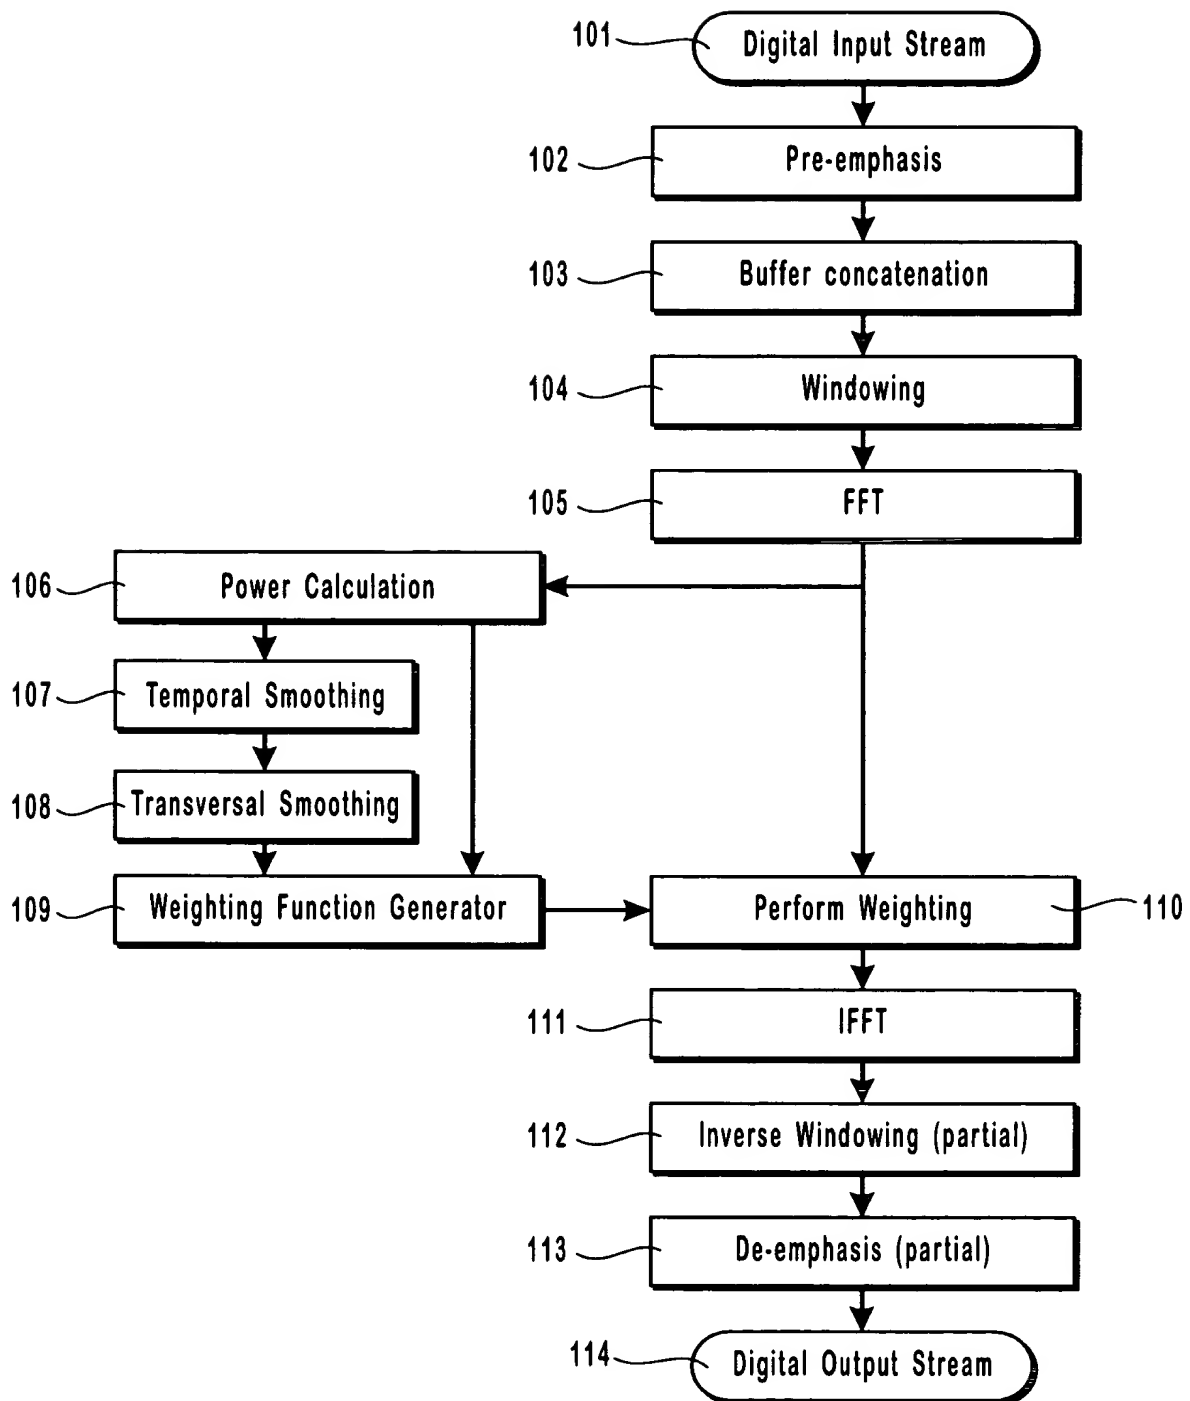 101 Digital Input Stream
102 Pre-emphasis
103 Buffer concatenation
104 Windowing
105 FFT
106 Power Calculation
107 Temporal Smoothing
108 Transversal Smoothing
109 Weighting Function Generator
Perform Weighting 110
111 IFFT
112 Inverse Windowing (partial)
113 De-emphasis (partial)
114 Digital Output Stream